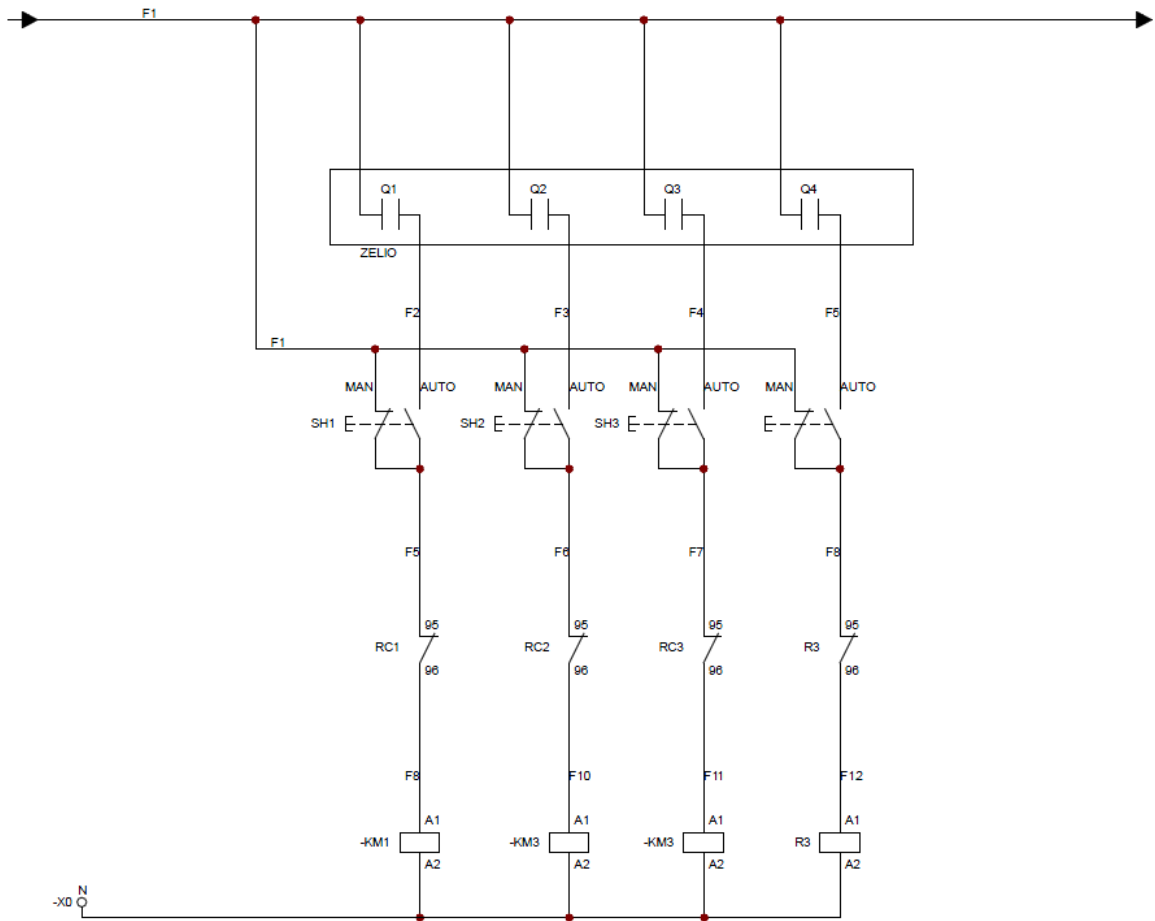 F1
Q1 Q2 Q3 Q4
ZELIO
F2 F3 F4 F5
F1
MAN AUTO MAN AUTO MAN AUTO MAN AUTO
SH1 SH2 SH3
F5 F6 F7 F8
95 95 95 95
RC1 RC2 RC3 R3
96 96 96 96
F8 F10 F11 F12
A1 A1 A1 A1
-KM1 -KM3 -KM3 R3
A2 A2 A2 A2
N
-X0